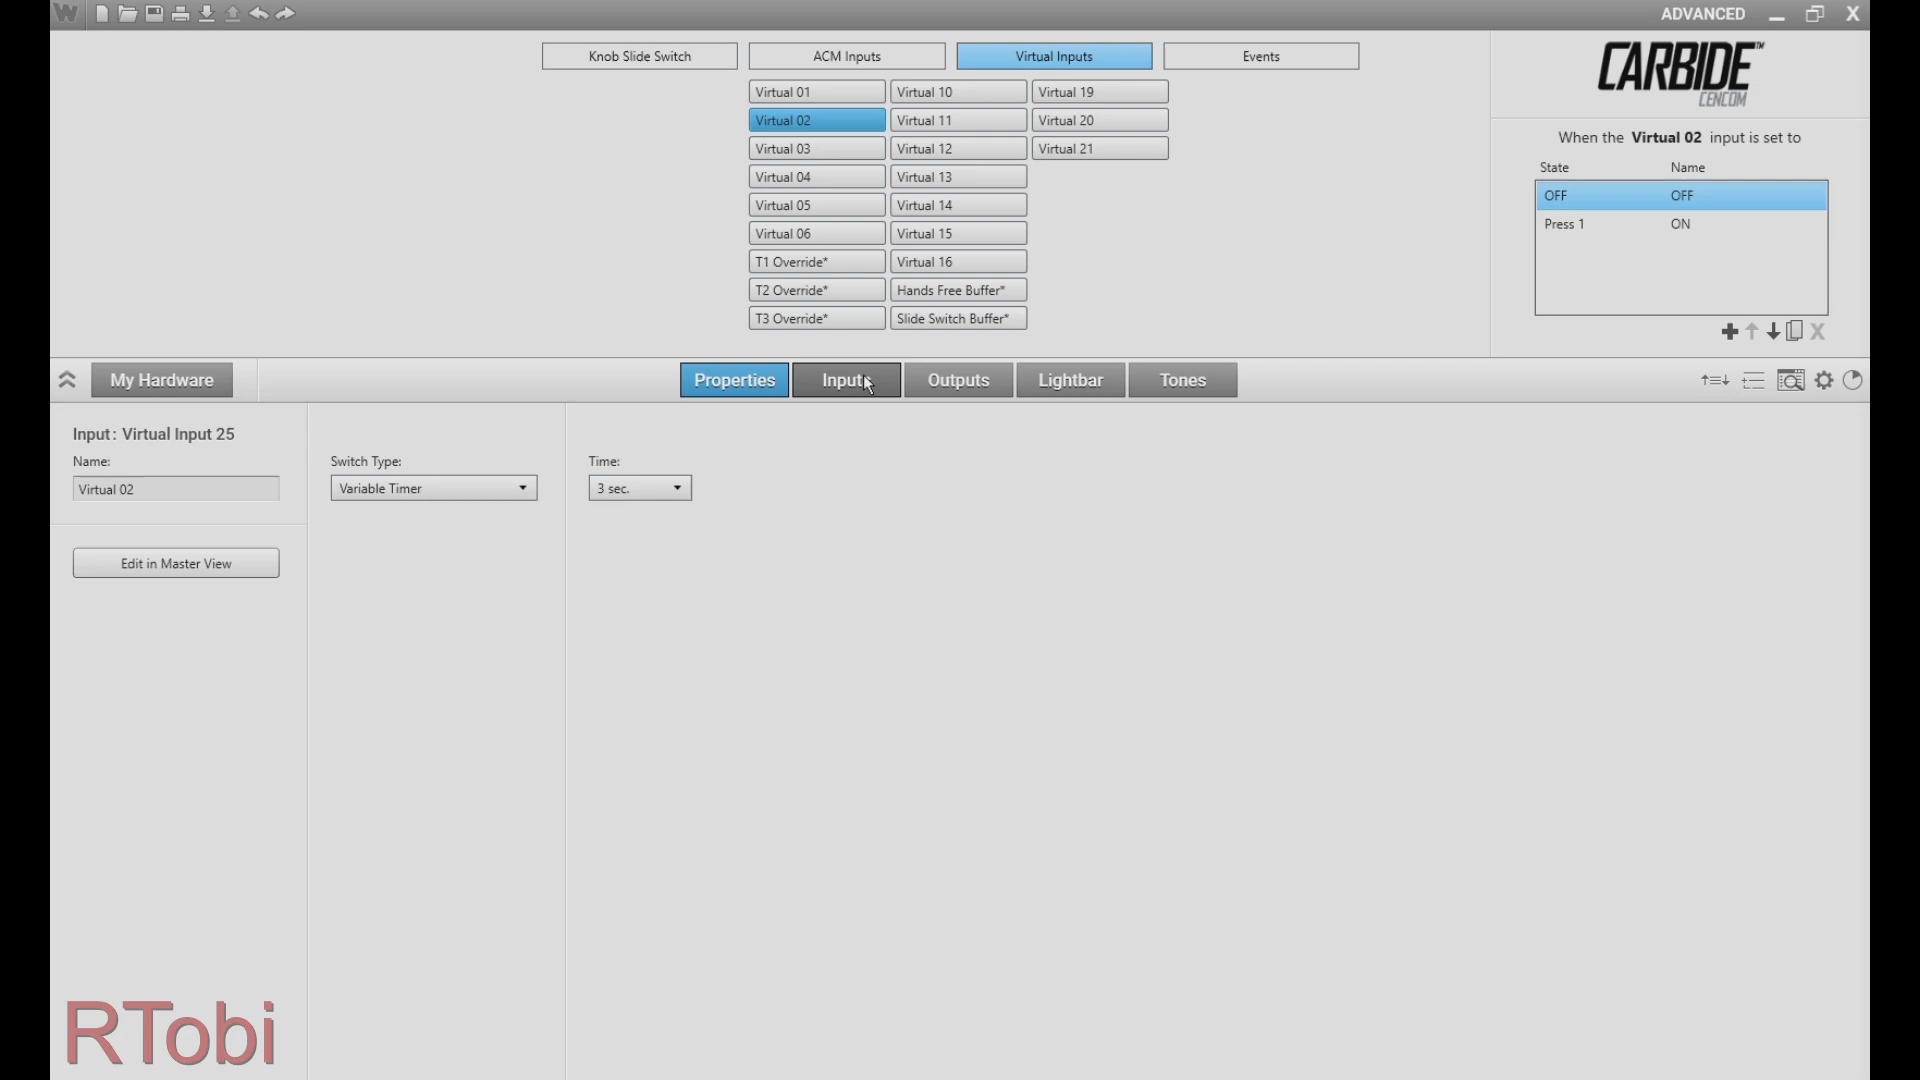 W
ADVANCED
Knob Slide Switch
ACM Inputs
Virtual Inputs
Events
CARBIDE™
CENCOM
Virtual 01
Virtual 10
Virtual 19
Virtual 02
Virtual 11
Virtual 20
Virtual 03
Virtual 12
Virtual 21
Virtual 04
Virtual 13
Virtual 05
Virtual 14
Virtual 06
Virtual 15
T1 Override*
Virtual 16
T2 Override*
Hands Free Buffer*
T3 Override*
Slide Switch Buffer*
When the Virtual 02 input is set to
State Name
OFF OFF
Press 1 ON
My Hardware
Properties
Inputs
Outputs
Lightbar
Tones
Input: Virtual Input 25
Name:
Virtual 02
Edit in Master View
Switch Type:
Variable Timer
Time:
3 sec.
RTobi